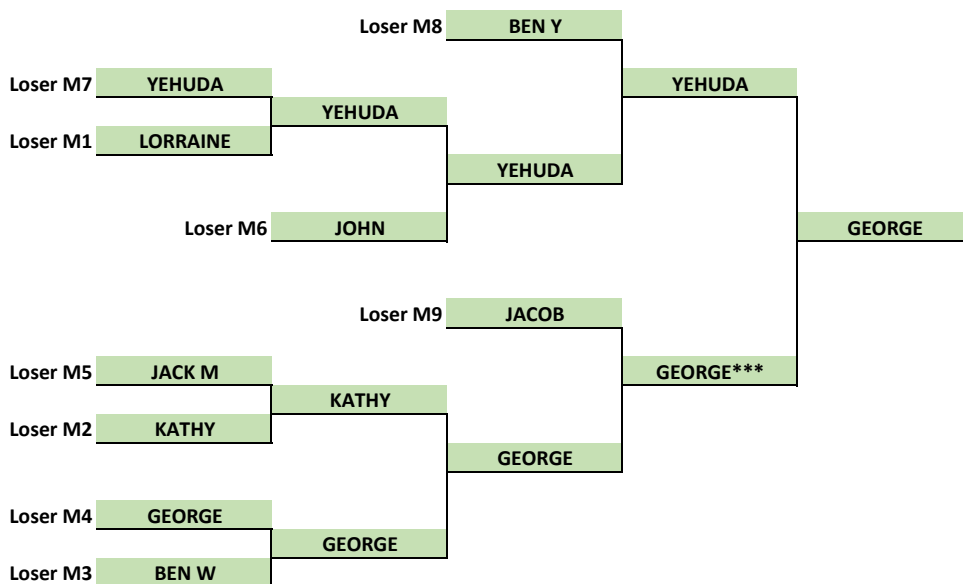 Loser M8 BEN Y
Loser M7 YEHUDA YEHUDA
YEHUDA
Loser M1 LORRAINE
YEHUDA
Loser M6 JOHN GEORGE
Loser M9 JACOB
Loser M5 JACK M GEORGE***
KATHY
Loser M2 KATHY
GEORGE
Loser M4 GEORGE
GEORGE
Loser M3 BEN W